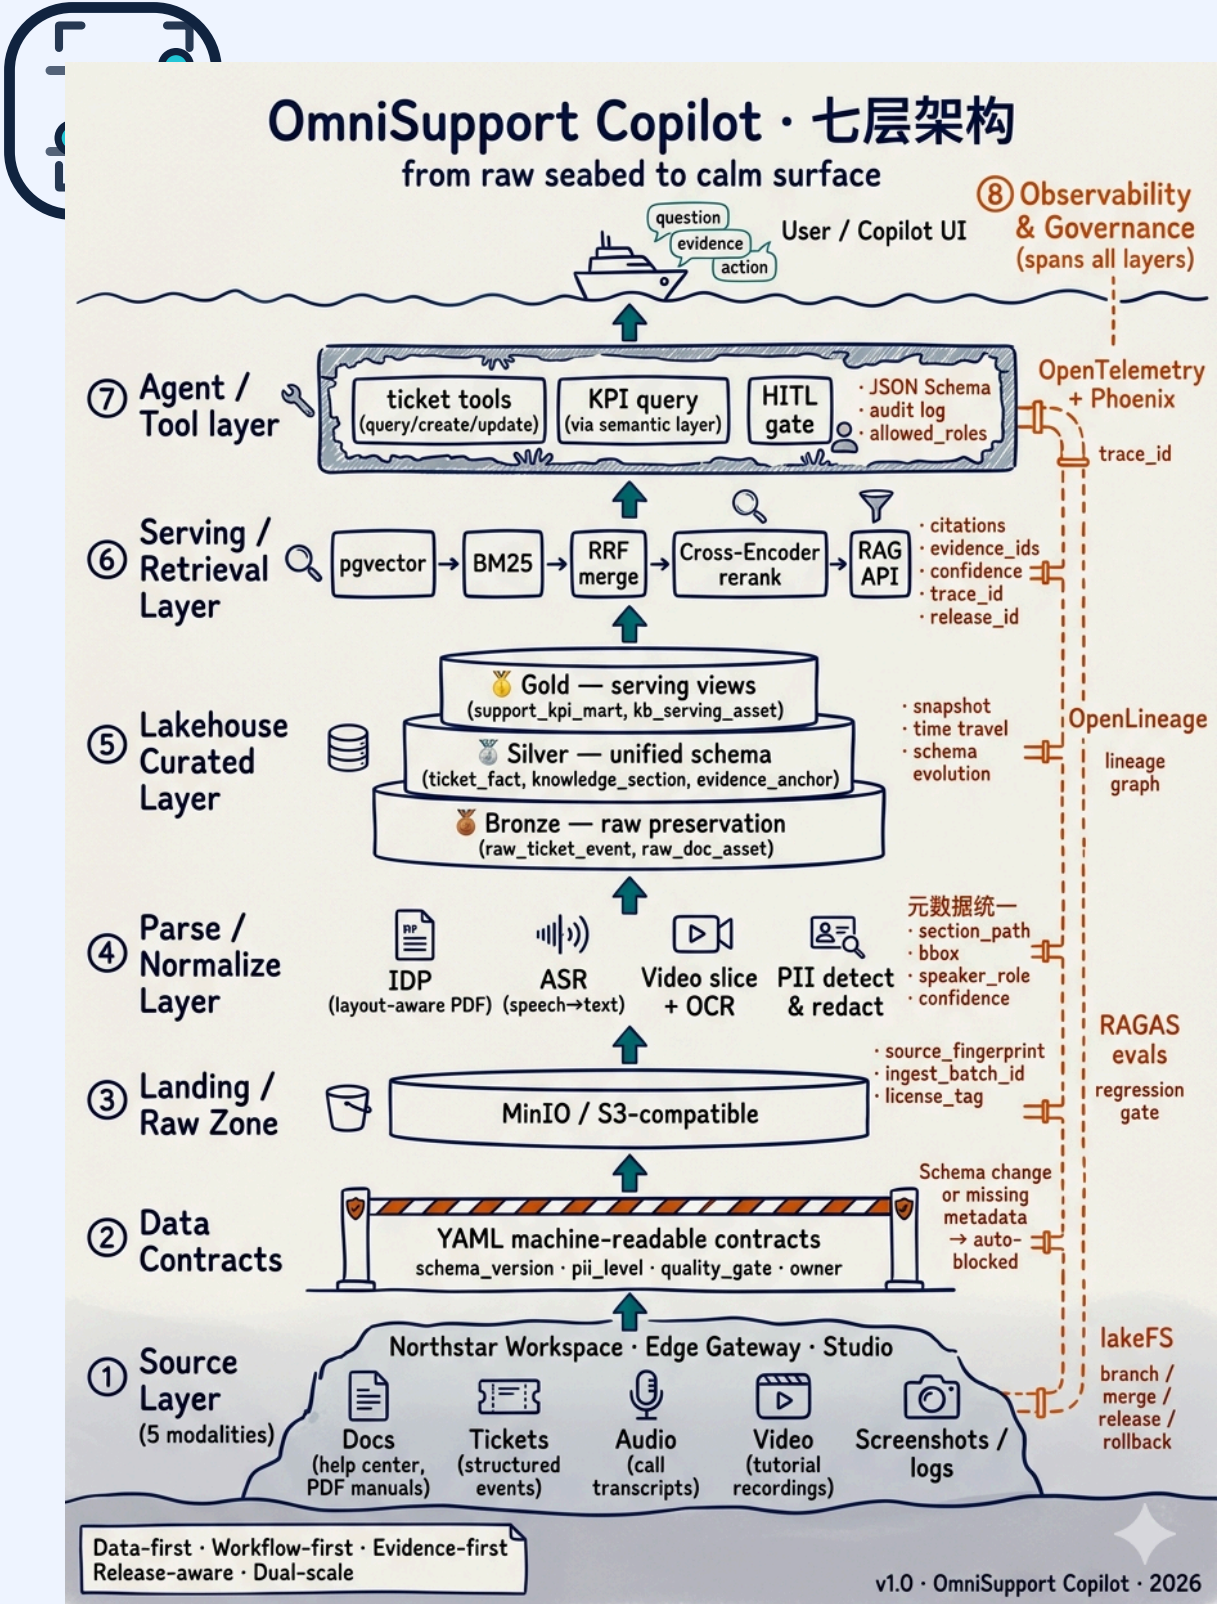 OmniSupport Copilot · 七层架构
from raw seabed to calm surface
question
evidence
action
User / Copilot UI
⑧ Observability
& Governance
(spans all layers)
⑦ Agent /
Tool layer
ticket tools
(query/create/update)
KPI query
(via semantic layer)
HITL
gate
· JSON Schema
· audit log
· allowed_roles
OpenTelemetry
+ Phoenix
trace_id
⑥ Serving /
Retrieval
Layer
pgvector
BM25
RRF
merge
Cross-Encoder
rerank
RAG
API
· citations
· evidence_ids
· confidence
· trace_id
· release_id
⑤ Lakehouse
Curated
Layer
🥇 Gold — serving views
(support_kpi_mart, kb_serving_asset)
🥈 Silver — unified schema
(ticket_fact, knowledge_section, evidence_anchor)
🥉 Bronze — raw preservation
(raw_ticket_event, raw_doc_asset)
· snapshot
· time travel
· schema
evolution
OpenLineage
lineage
graph
④ Parse /
Normalize
Layer
IDP
(layout-aware PDF)
ASR
(speech→text)
Video slice
+ OCR
PII detect
& redact
元数据统一
· section_path
· bbox
· speaker_role
· confidence
RAGAS
evals
regression
gate
③ Landing /
Raw Zone
MinIO / S3-compatible
· source_fingerprint
· ingest_batch_id
· license_tag
② Data
Contracts
YAML machine-readable contracts
schema_version · pii_level · quality_gate · owner
Schema change
or missing
metadata
→ auto-
blocked
① Source
Layer
(5 modalities)
Northstar Workspace · Edge Gateway · Studio
Docs
(help center,
PDF manuals)
Tickets
(structured
events)
Audio
(call
transcripts)
Video
(tutorial
recordings)
Screenshots /
logs
lakeFS
branch /
merge /
release /
rollback
Data-first · Workflow-first · Evidence-first
Release-aware · Dual-scale
v1.0 · OmniSupport Copilot · 2026